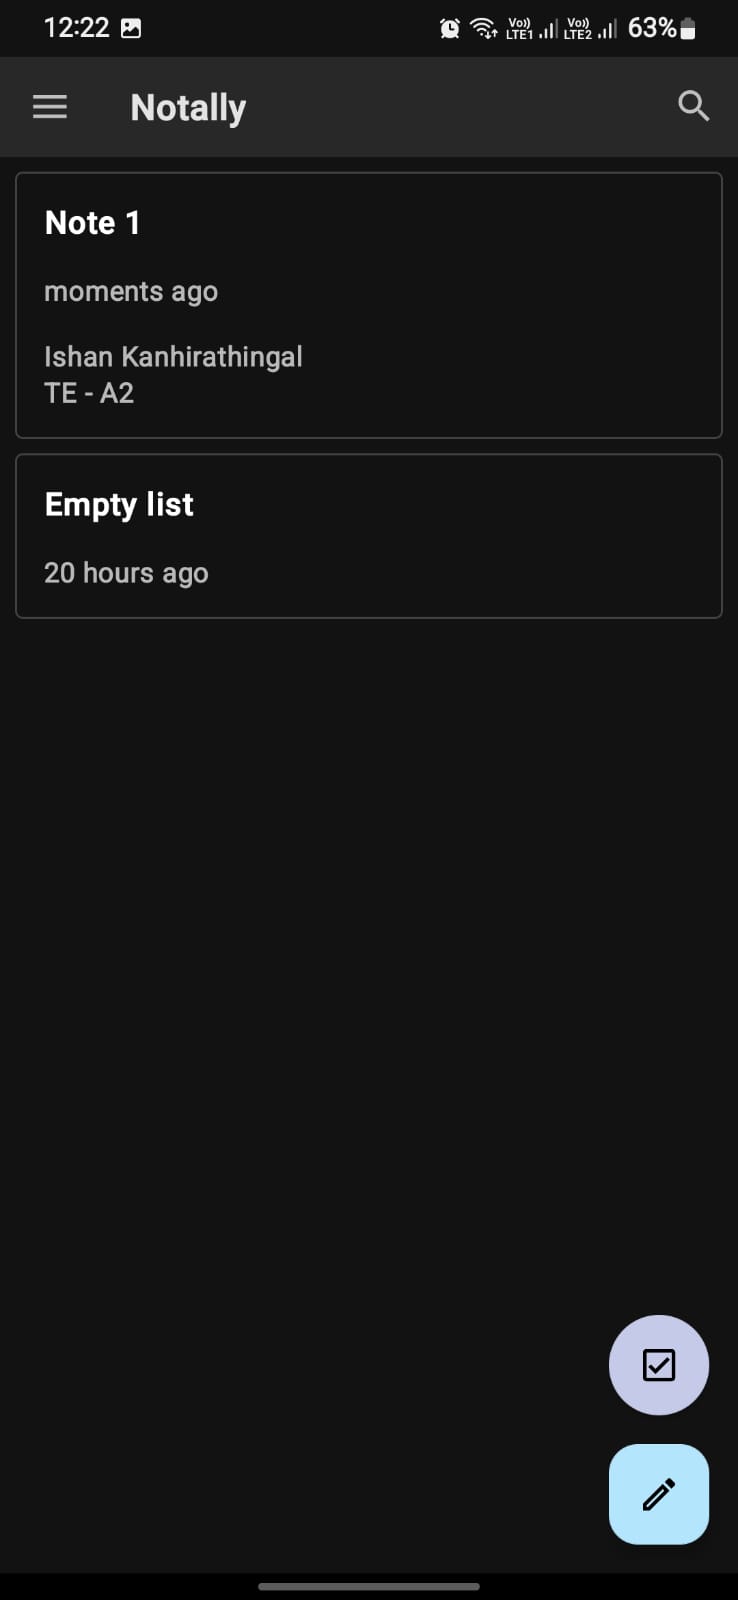 12:22
Vo)) LTE1 Vo)) LTE2 63%
Notally
Note 1
moments ago
Ishan Kanhirathingal
TE - A2
Empty list
20 hours ago